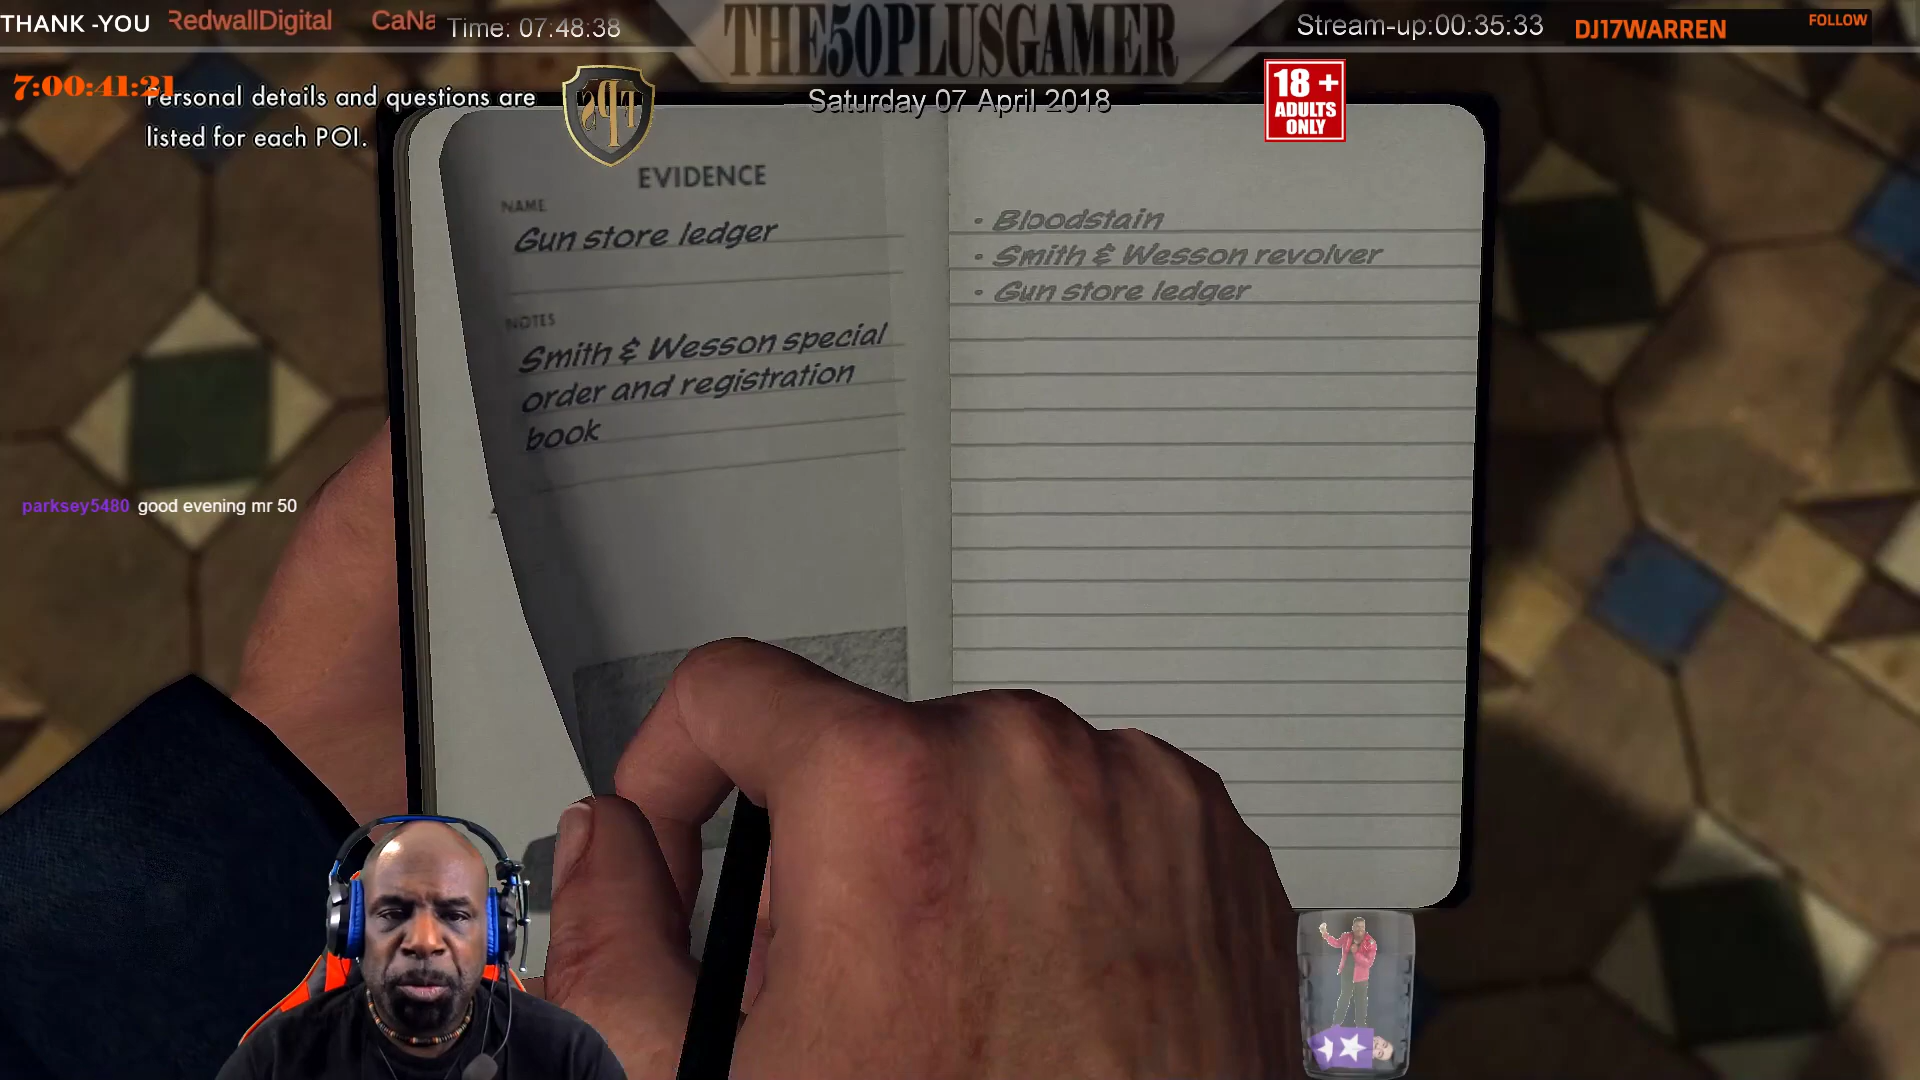 THANK -YOU RedwallDigital CaNa
Time: 07:48:38
THE50PLUSGAMER
Stream-up:00:35:33
DJ17WARREN
FOLLOW
7:00:41:21
Personal details and questions are
listed for each POI.
Saturday 07 April 2018
18 +
ADULTS
ONLY
EVIDENCE
NAME
Gun store ledger
NOTES
Smith & Wesson special
order and registration
book
• Bloodstain
• Smith & Wesson revolver
• Gun store ledger
parksey5480 good evening mr 50